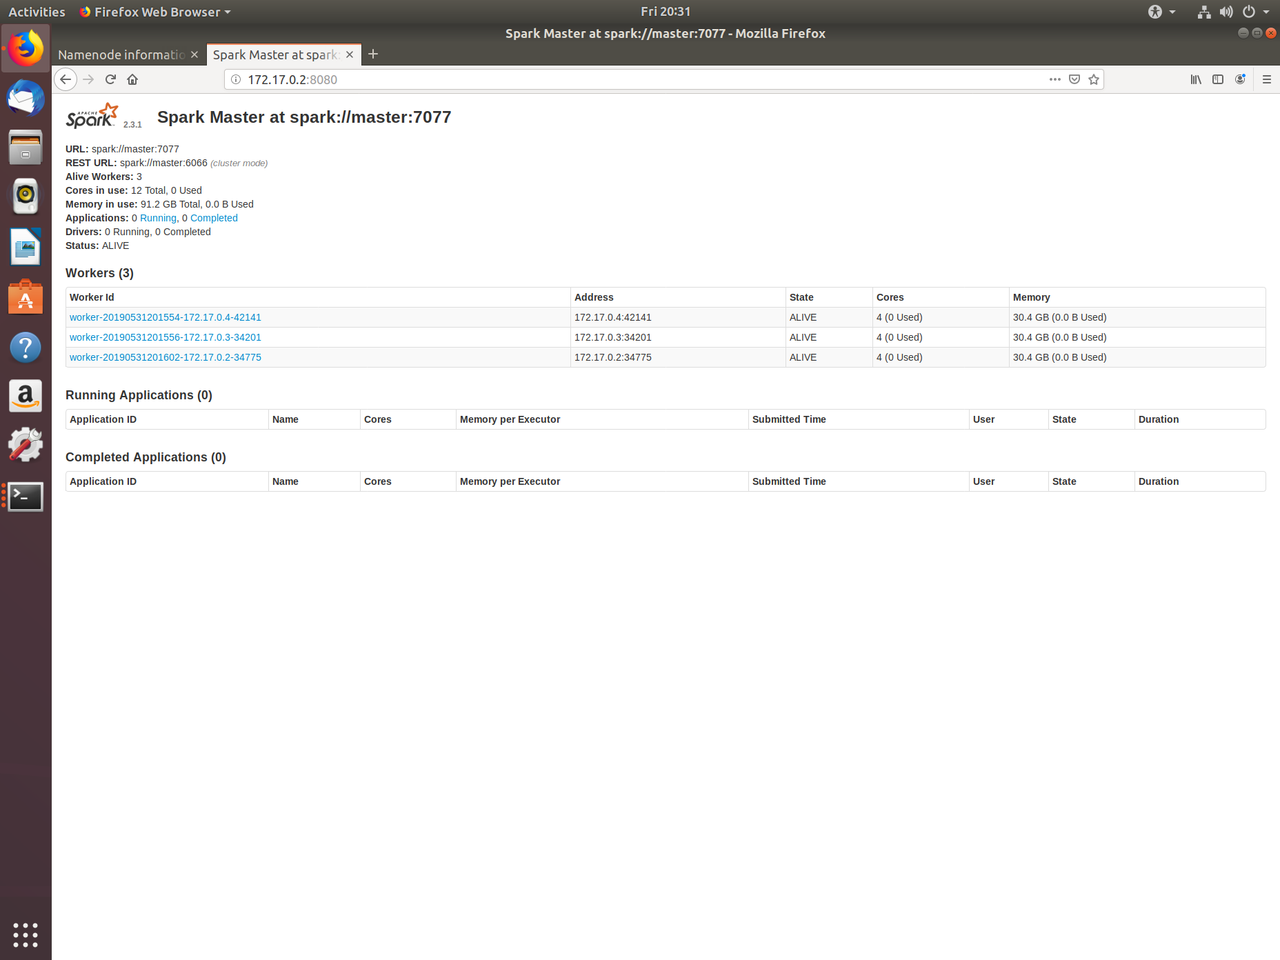 Activities Firefox Web Browser Fri 20:31
Spark Master at spark://master:7077 - Mozilla Firefox
Namenode informatio Spark Master at spark:
172.17.0.2:8080
APACHE Spark 2.3.1 Spark Master at spark://master:7077
URL: spark://master:7077
REST URL: spark://master:6066 (cluster mode)
Alive Workers: 3
Cores in use: 12 Total, 0 Used
Memory in use: 91.2 GB Total, 0.0 B Used
Applications: 0 Running, 0 Completed
Drivers: 0 Running, 0 Completed
Status: ALIVE
Workers (3)
Worker Id Address State Cores Memory
worker-20190531201554-172.17.0.4-42141 172.17.0.4:42141 ALIVE 4 (0 Used) 30.4 GB (0.0 B Used)
worker-20190531201556-172.17.0.3-34201 172.17.0.3:34201 ALIVE 4 (0 Used) 30.4 GB (0.0 B Used)
worker-20190531201602-172.17.0.2-34775 172.17.0.2:34775 ALIVE 4 (0 Used) 30.4 GB (0.0 B Used)
Running Applications (0)
Application ID Name Cores Memory per Executor Submitted Time User State Duration
Completed Applications (0)
Application ID Name Cores Memory per Executor Submitted Time User State Duration